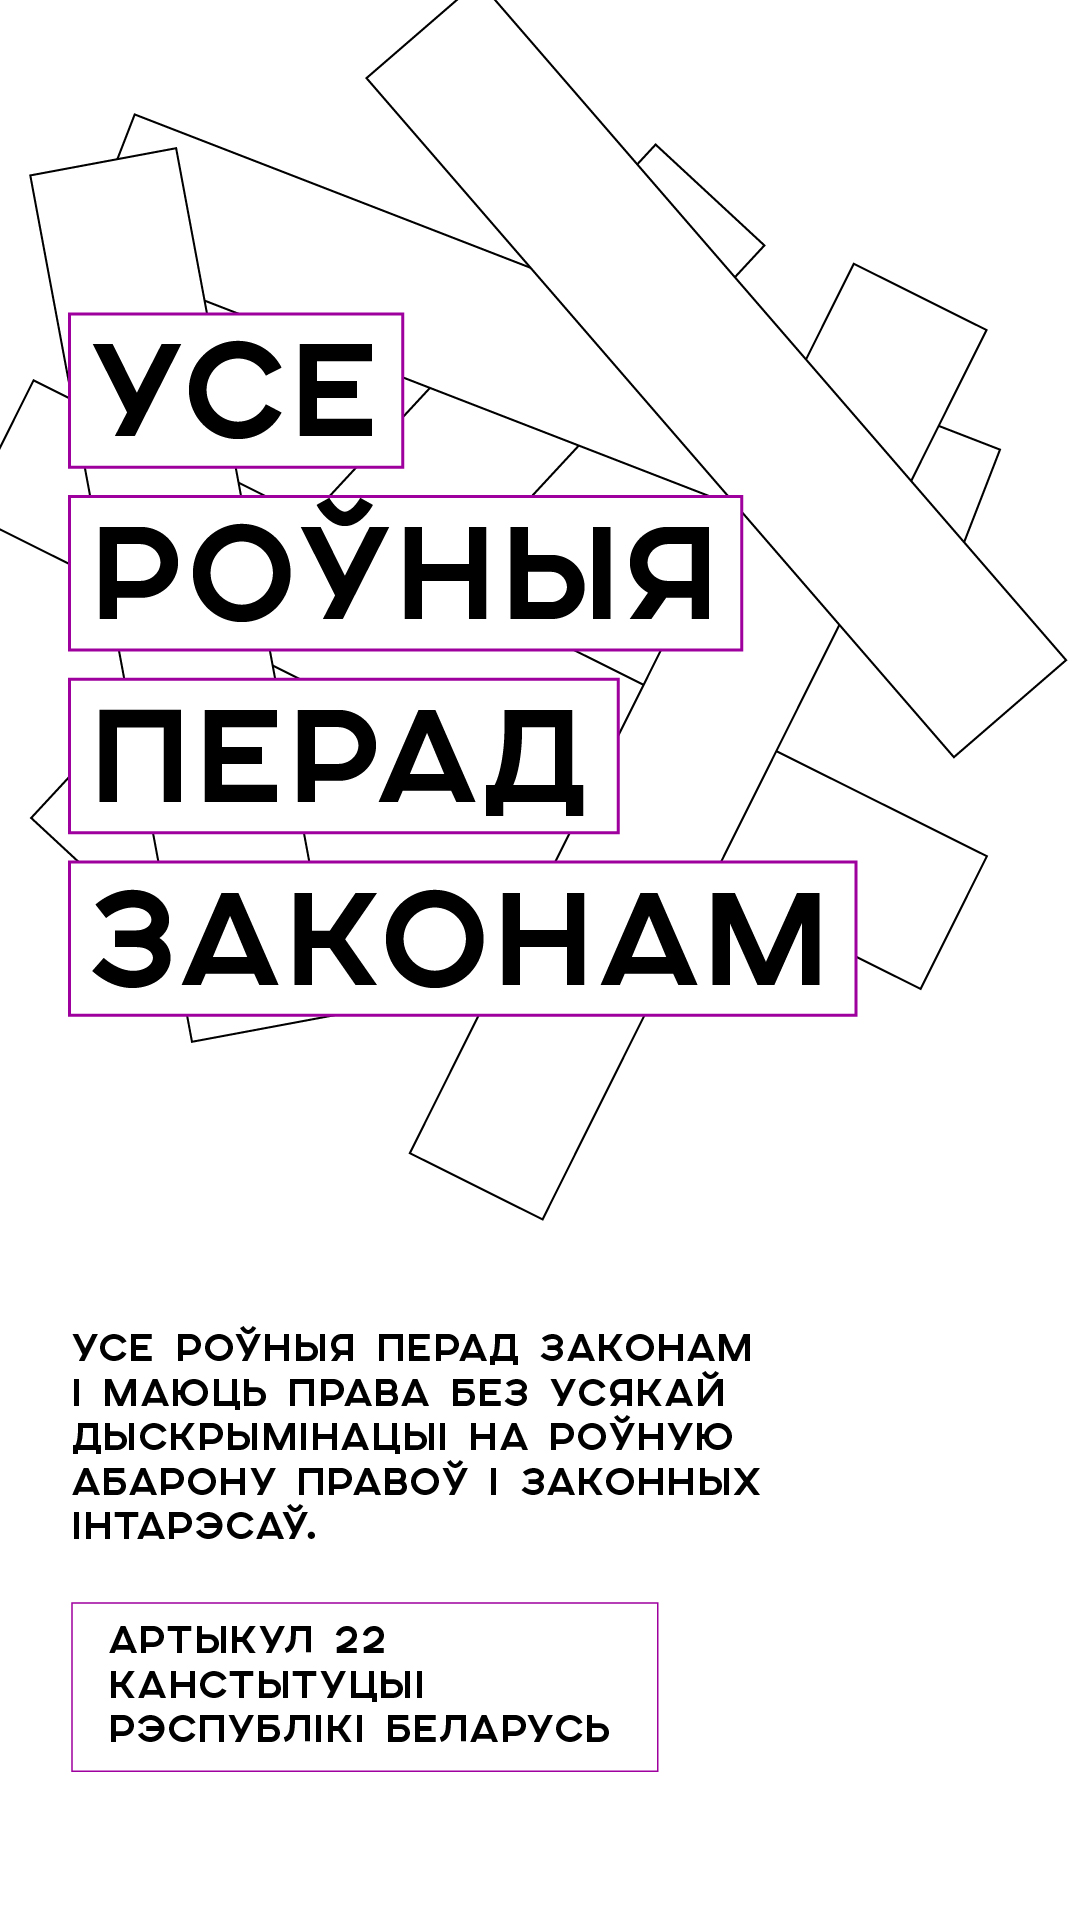 УСЕ
РОЎНЫЯ
ПЕРАД
ЗАКОНАМ
УСЕ РОЎНЫЯ ПЕРАД ЗАКОНАМ
І МАЮЦЬ ПРАВА БЕЗ УСЯКАЙ
ДЫСКРЫМІНАЦЫІ НА РОЎНУЮ
АБАРОНУ ПРАВОЎ І ЗАКОННЫХ
ІНТАРЭСАЎ.
АРТЫКУЛ 22
КАНСТЫТУЦЫІ
РЭСПУБЛІКІ БЕЛАРУСЬ